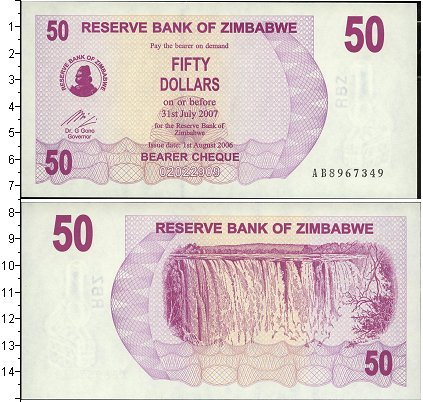 1
2
3
4
5
6
7
50
RESERVE BANK OF ZIMBABWE
50
Pay the bearer on demand
FIFTY
DOLLARS
on or before
31st July 2007
for the Reserve Bank of
Zimbabwe
Issue date: 1st August 2006
BEARER CHEQUE
RESERVE BANK OF ZIMBABWE
Dr. G Gono
Governor
50
02022909
AB8967349
RBZ
8
9
10
11
12
13
14
50
RESERVE BANK OF ZIMBABWE
RBZ
50